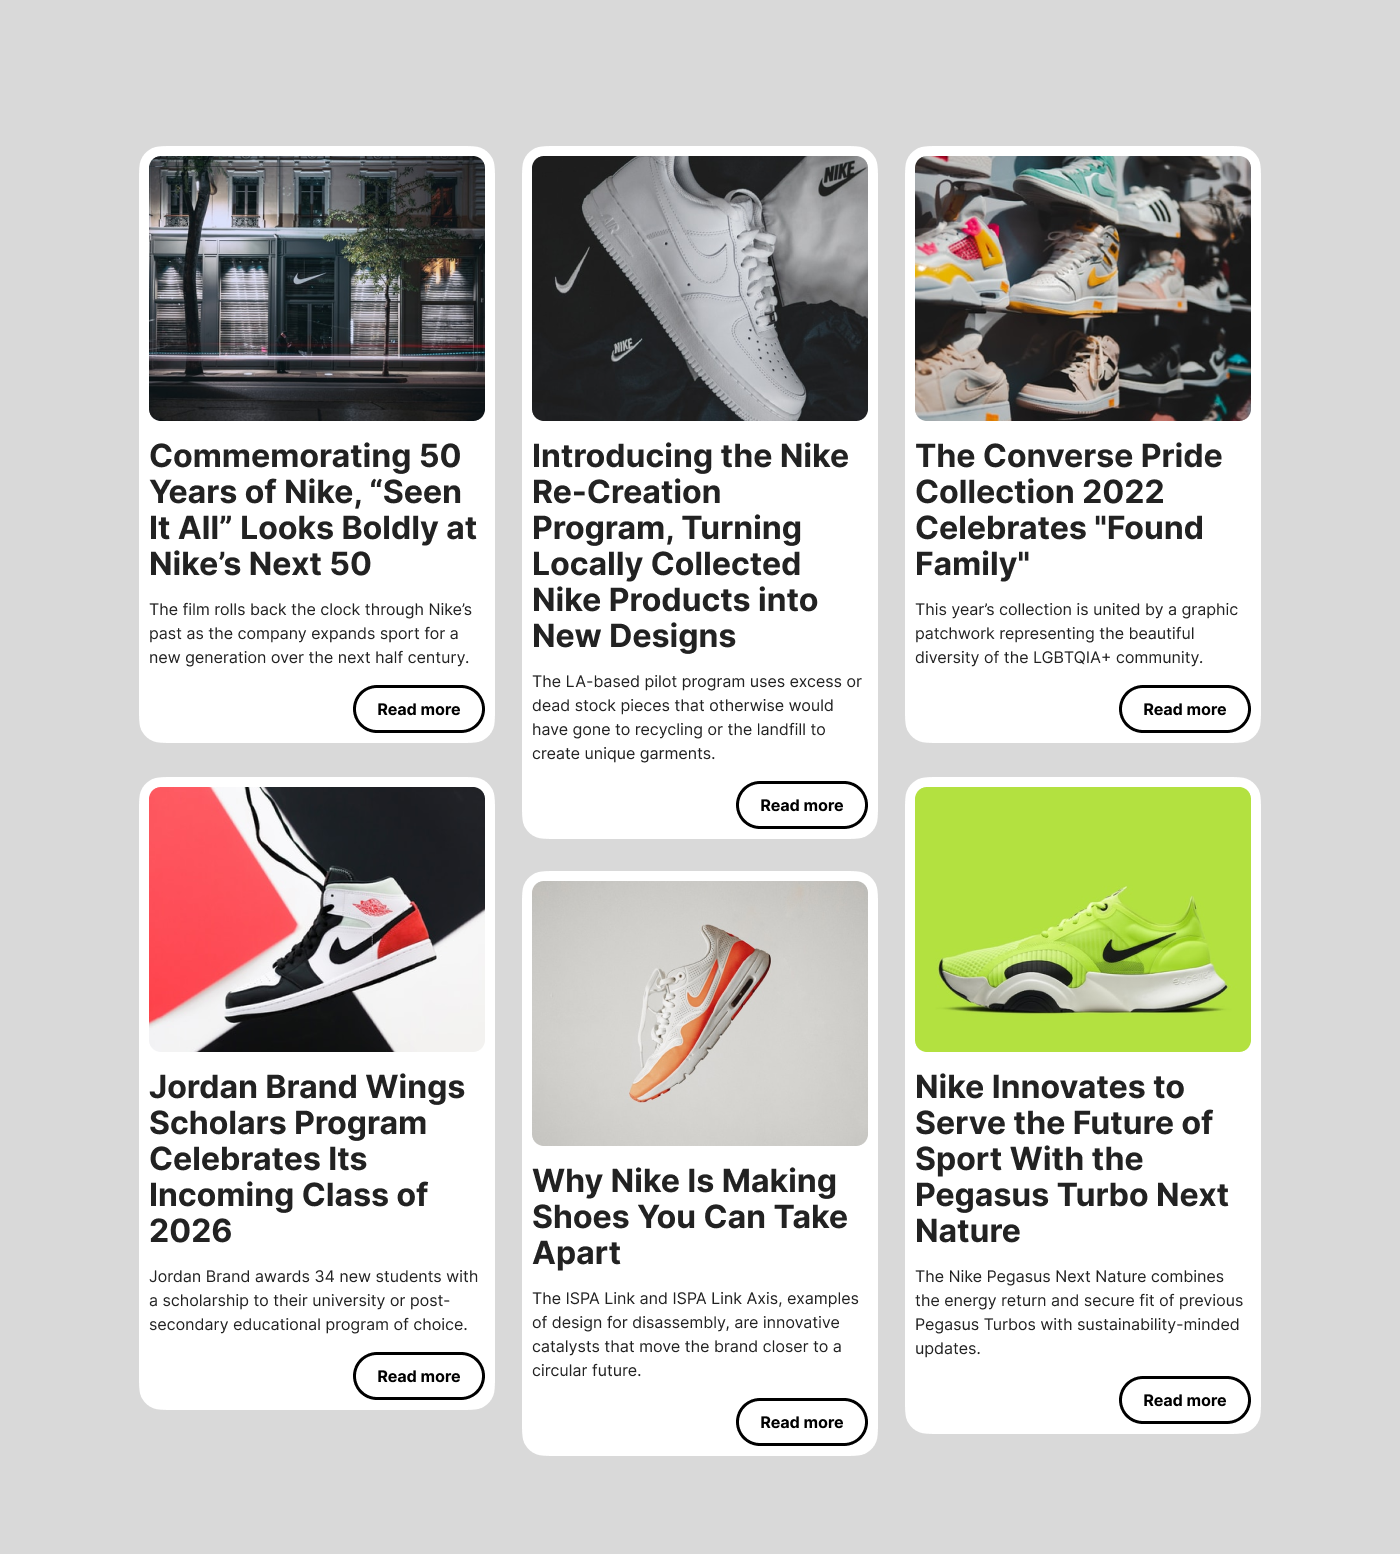 NIKE
NIKE
Commemorating 50
Years of Nike, “Seen
It All” Looks Boldly at
Nike’s Next 50
The film rolls back the clock through Nike’s
past as the company expands sport for a
new generation over the next half century.
Read more
Introducing the Nike
Re-Creation
Program, Turning
Locally Collected
Nike Products into
New Designs
The LA-based pilot program uses excess or
dead stock pieces that otherwise would
have gone to recycling or the landfill to
create unique garments.
Read more
The Converse Pride
Collection 2022
Celebrates "Found
Family"
This year’s collection is united by a graphic
patchwork representing the beautiful
diversity of the LGBTQIA+ community.
Read more
Jordan Brand Wings
Scholars Program
Celebrates Its
Incoming Class of
2026
Jordan Brand awards 34 new students with
a scholarship to their university or post-
secondary educational program of choice.
Read more
Why Nike Is Making
Shoes You Can Take
Apart
The ISPA Link and ISPA Link Axis, examples
of design for disassembly, are innovative
catalysts that move the brand closer to a
circular future.
Read more
Nike Innovates to
Serve the Future of
Sport With the
Pegasus Turbo Next
Nature
The Nike Pegasus Next Nature combines
the energy return and secure fit of previous
Pegasus Turbos with sustainability-minded
updates.
Read more